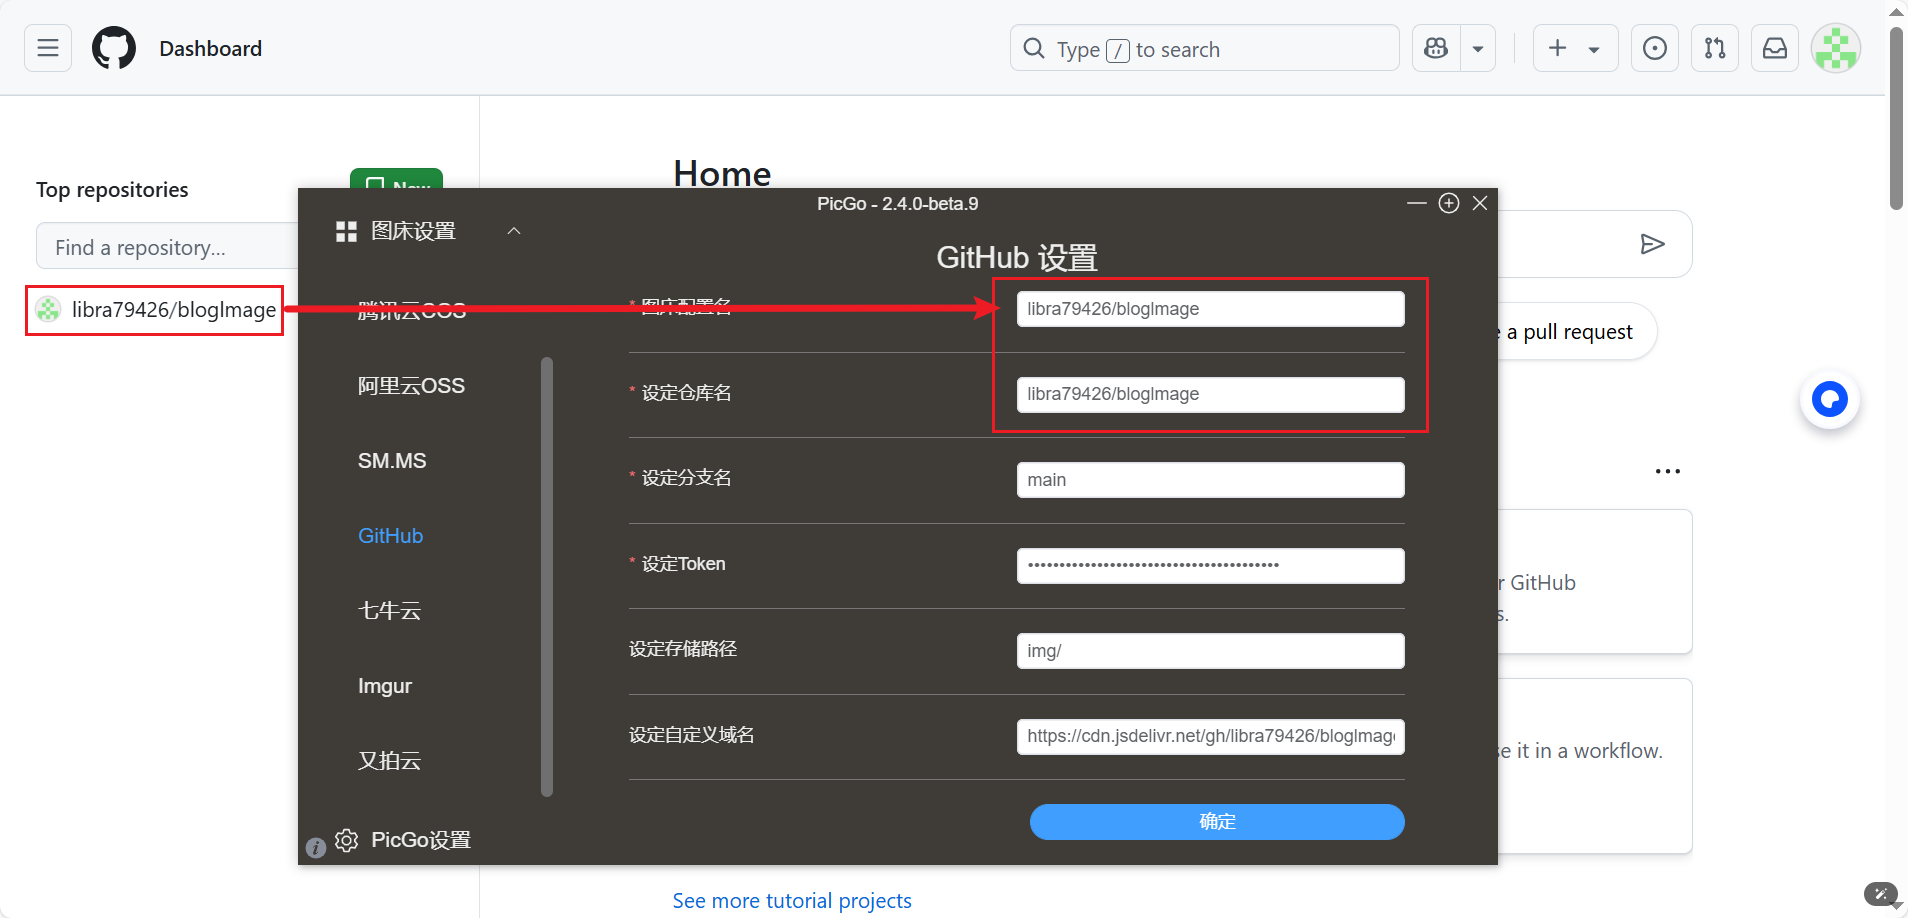 Dashboard
Type / to search
Top repositories
New
Find a repository...
libra79426/blogImage
Home
PicGo - 2.4.0-beta.9
图床设置
腾讯云COS
阿里云OSS
SM.MS
GitHub
七牛云
Imgur
又拍云
PicGo设置
GitHub 设置
* 图床配置名
libra79426/blogImage
* 设定仓库名
libra79426/blogImage
* 设定分支名
main
* 设定Token
••••••••••••••••••••••••••••••••••••••••
设定存储路径
img/
设定自定义域名
https://cdn.jsdelivr.net/gh/libra79426/blogImage
确定
a pull request
r GitHub
s.
se it in a workflow.
See more tutorial projects